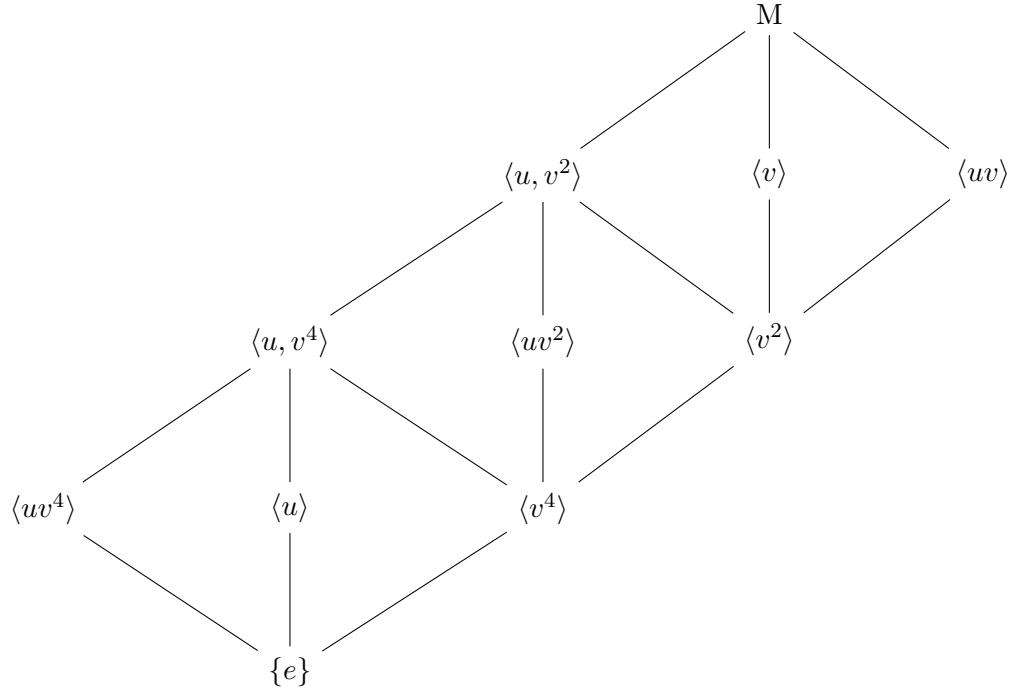 M
⟨u, v²⟩ ⟨v⟩ ⟨uv⟩
⟨u, v⁴⟩ ⟨uv²⟩ ⟨v²⟩
⟨uv⁴⟩ ⟨u⟩ ⟨v⁴⟩
{e}